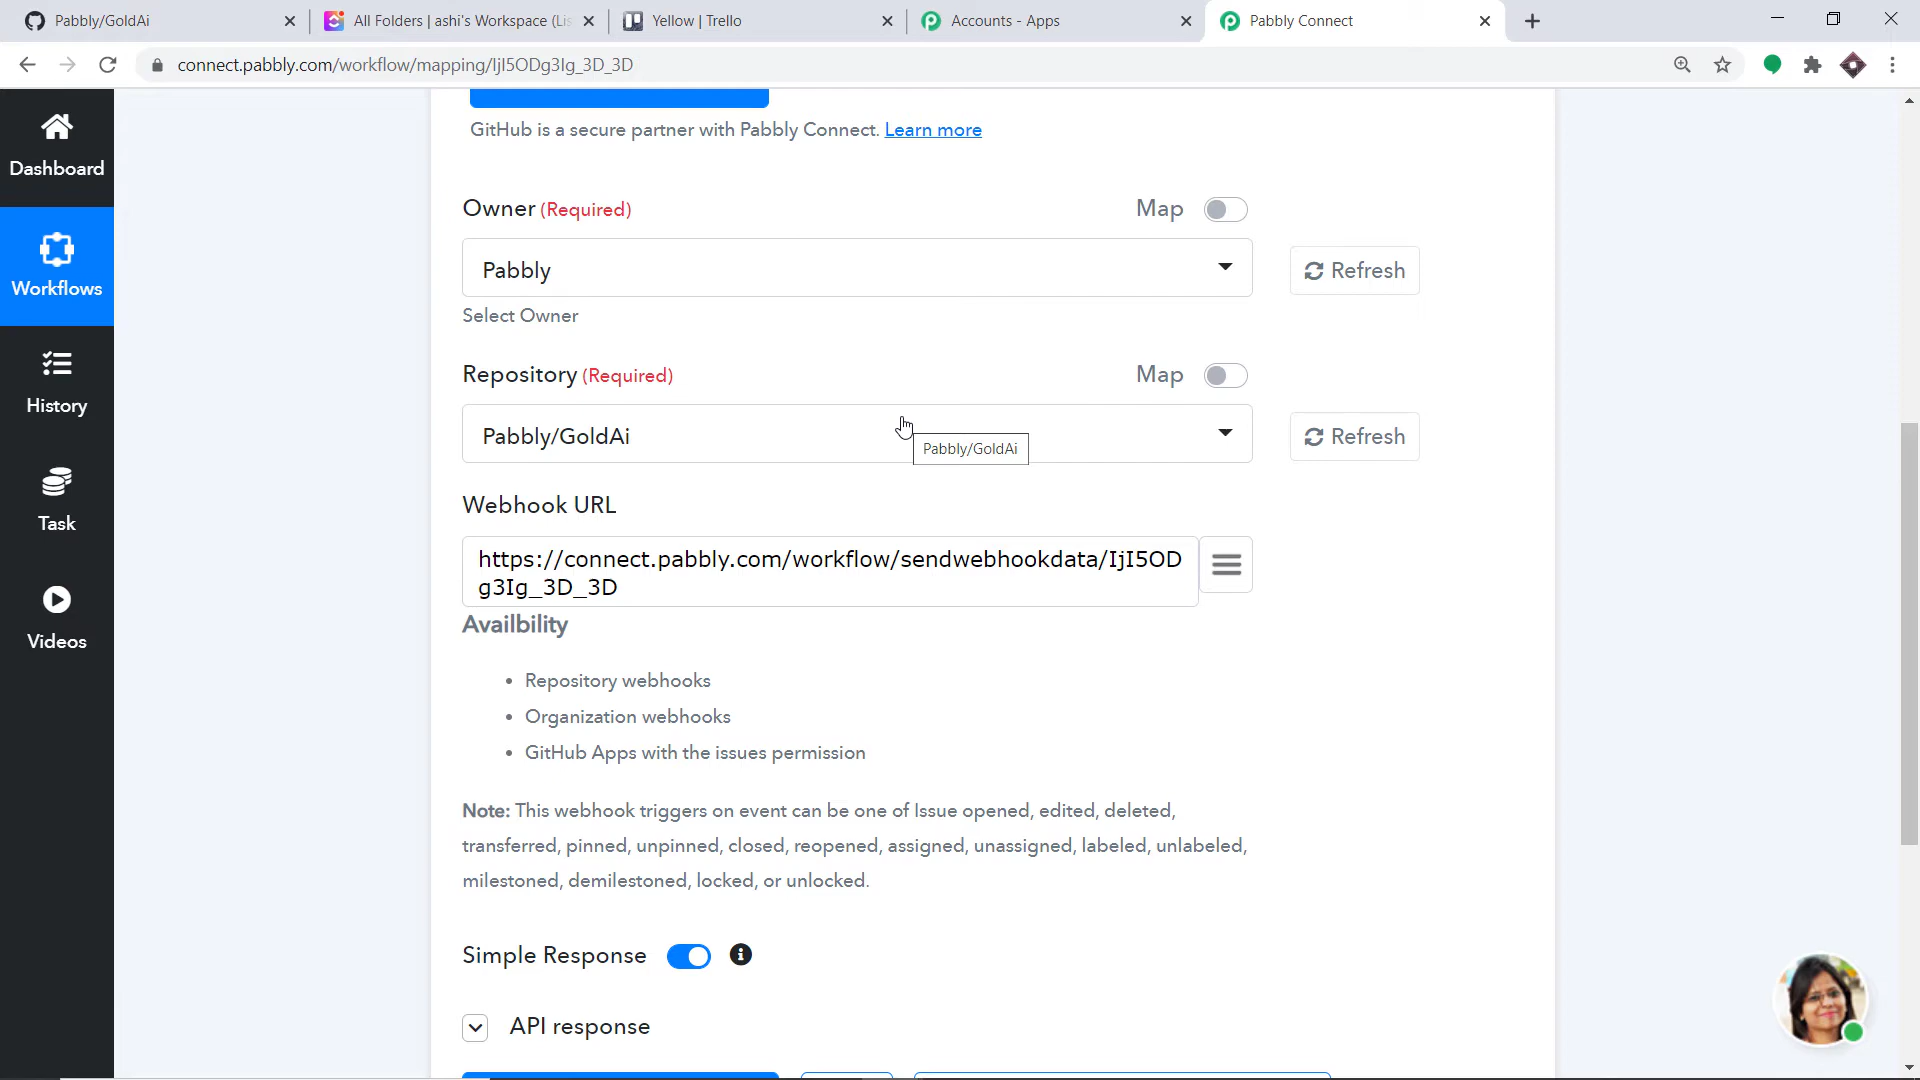 Pabbly/GoldAi
All Folders | ashi's Workspace (Lis
Yellow | Trello
Accounts - Apps
Pabbly Connect
connect.pabbly.com/workflow/mapping/IjI5ODg3Ig_3D_3D
Dashboard
Workflows
History
Task
Videos
GitHub is a secure partner with Pabbly Connect. Learn more
Owner (Required)
Map
Pabbly
Refresh
Select Owner
Repository (Required)
Map
Pabbly/GoldAi
Refresh
Pabbly/GoldAi
Webhook URL
https://connect.pabbly.com/workflow/sendwebhookdata/IjI5OD
g3Ig_3D_3D
Availbility
• Repository webhooks
• Organization webhooks
• GitHub Apps with the issues permission
Note: This webhook triggers on event can be one of Issue opened, edited, deleted,
transferred, pinned, unpinned, closed, reopened, assigned, unassigned, labeled, unlabeled,
milestoned, demilestoned, locked, or unlocked.
Simple Response
API response